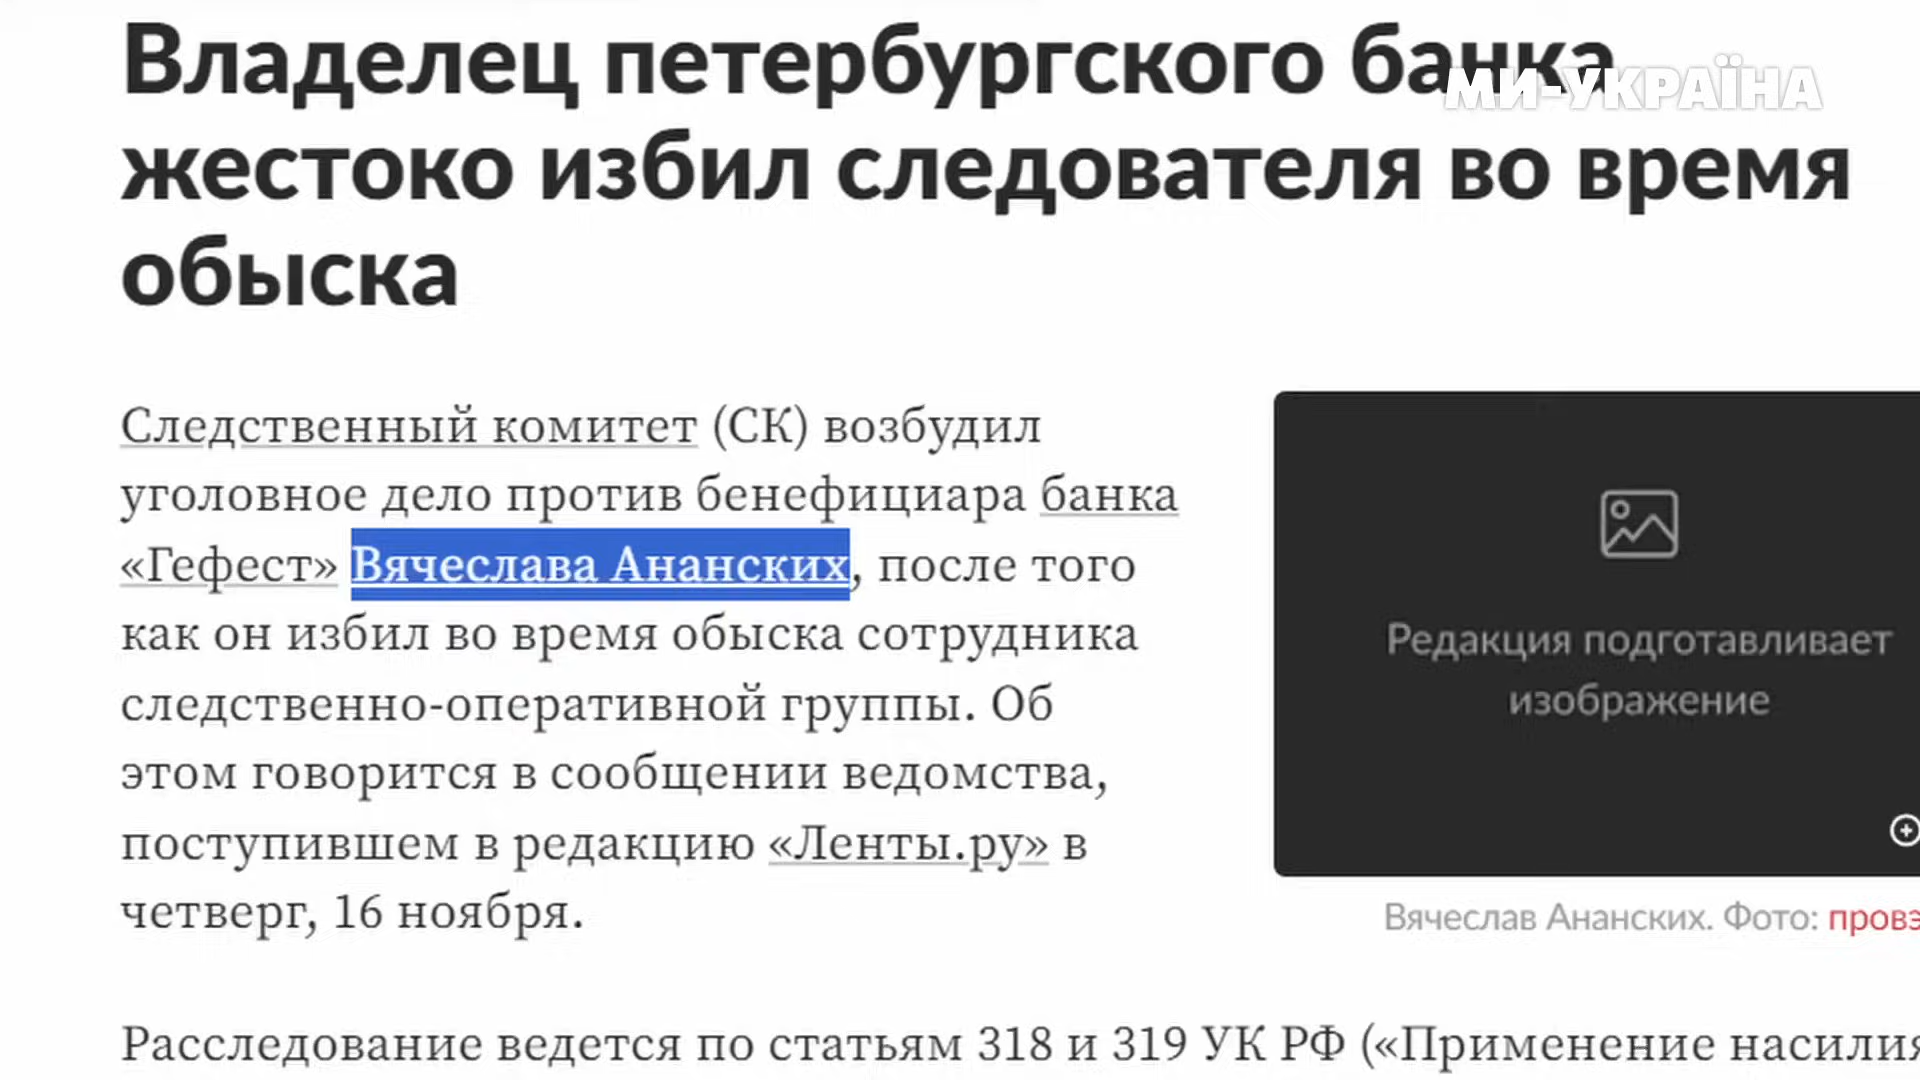 Владелец петербургского банка
МИ-УКРАЇНА
жестоко избил следователя во время
обыска
Следственный комитет (СК) возбудил
уголовное дело против бенефициара банка
«Гефест» Вячеслава Ананских, после того
как он избил во время обыска сотрудника
следственно-оперативной группы. Об
этом говорится в сообщении ведомства,
поступившем в редакцию «Ленты.ру» в
четверг, 16 ноября.
Редакция подготавливает
изображение
Вячеслав Ананских. Фото:
Расследование ведется по статьям 318 и 319 УК РФ («Применение насилия